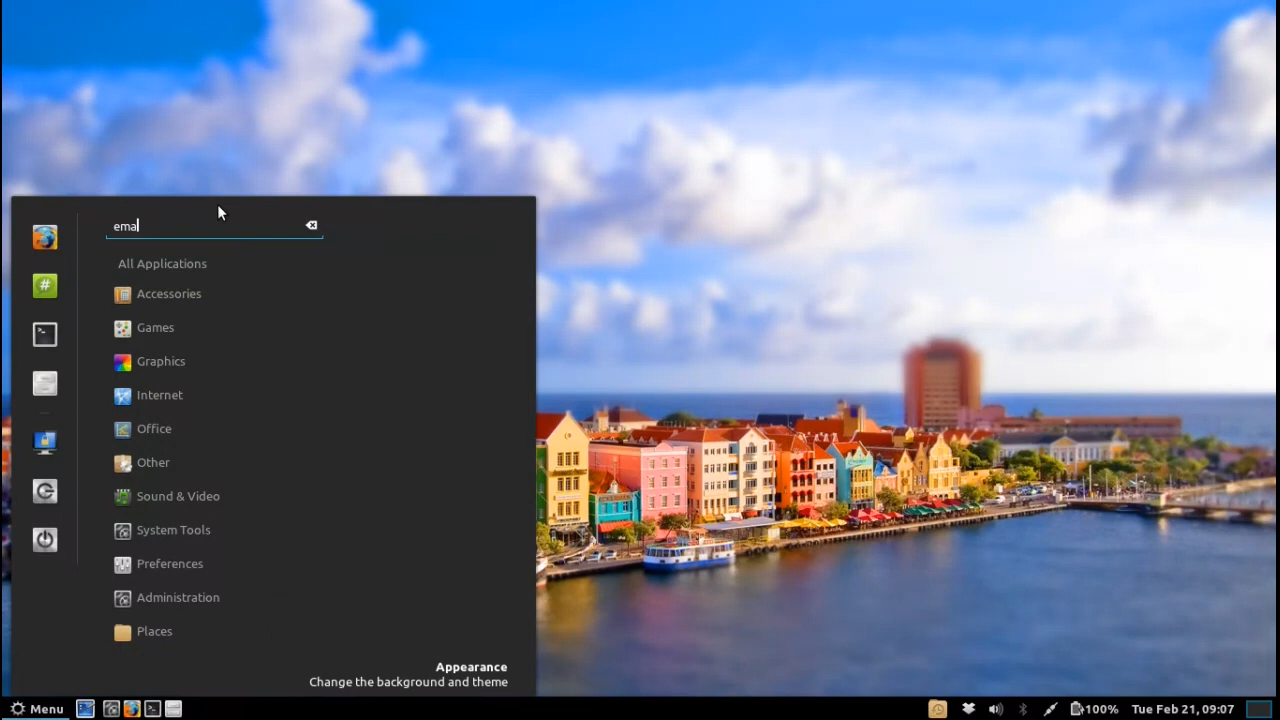 ema
All Applications
Accessories
Games
Graphics
Internet
Office
Other
Sound & Video
System Tools
Preferences
Administration
Places
Appearance
Change the background and theme
Menu
100%
Tue Feb 21, 09:07